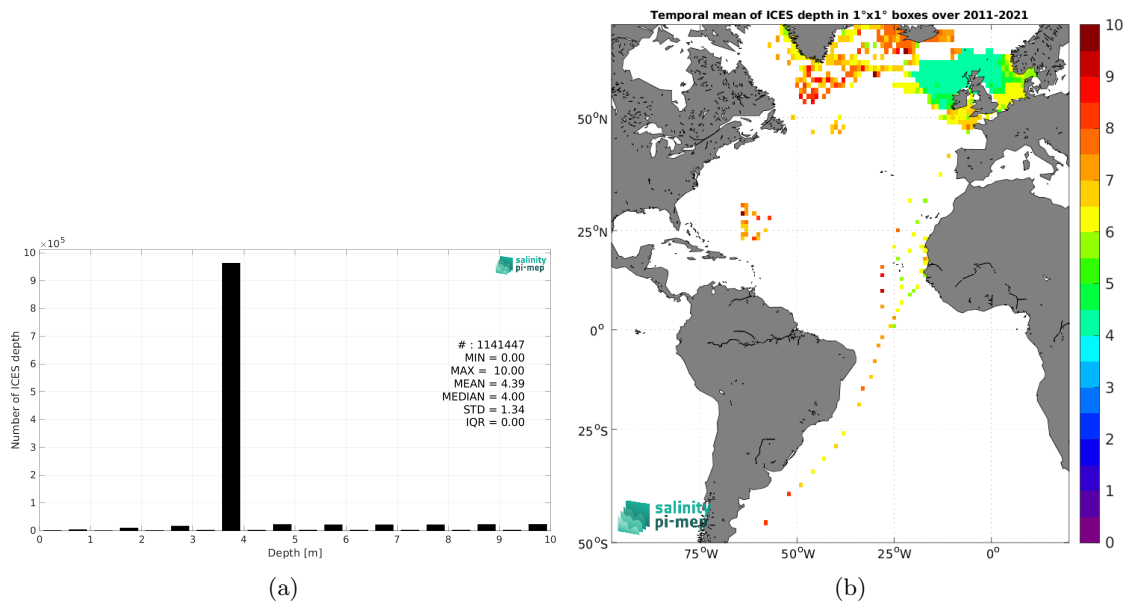 ×10⁵
10
9
8
7
6
5
4
3
2
1
0
Number of ICES depth
salinity
pi-mep
# : 1141447
MIN = 0.00
MAX = 10.00
MEAN = 4.39
MEDIAN = 4.00
STD = 1.34
IQR = 0.00
0 1 2 3 4 5 6 7 8 9 10
Depth [m]
(a)
Temporal mean of ICES depth in 1°x1° boxes over 2011-2021
50°N
25°N
0°
25°S
50°S
75°W 50°W 25°W 0°
salinity
pi-mep
10
9
8
7
6
5
4
3
2
1
0
(b)